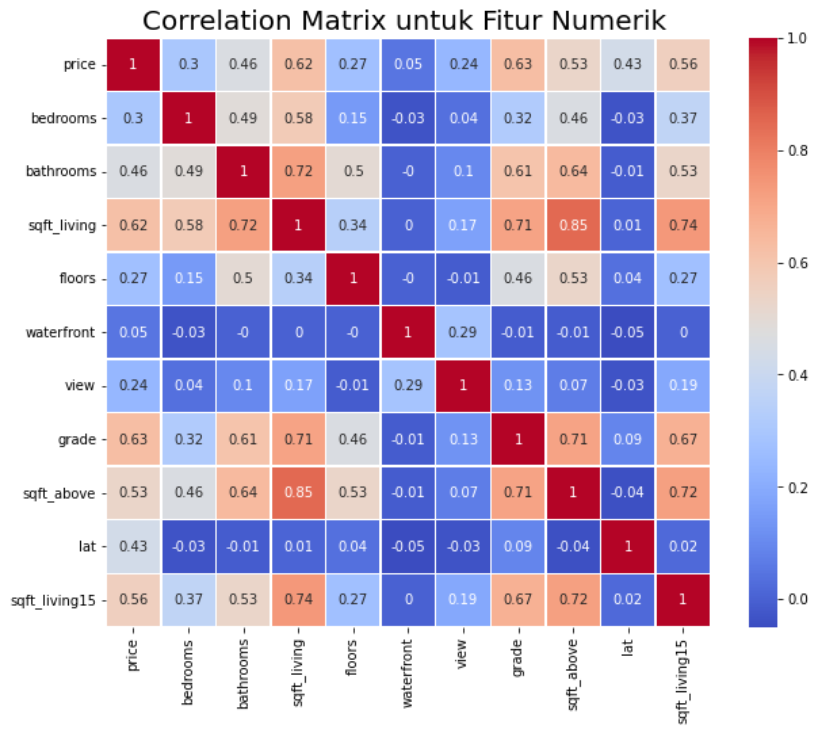 Correlation Matrix untuk Fitur Numerik
price 1 0.3 0.46 0.62 0.27 0.05 0.24 0.63 0.53 0.43 0.56
bedrooms 0.3 1 0.49 0.58 0.15 -0.03 0.04 0.32 0.46 -0.03 0.37
bathrooms 0.46 0.49 1 0.72 0.5 -0 0.1 0.61 0.64 -0.01 0.53
sqft_living 0.62 0.58 0.72 1 0.34 0 0.17 0.71 0.85 0.01 0.74
floors 0.27 0.15 0.5 0.34 1 -0 -0.01 0.46 0.53 0.04 0.27
waterfront 0.05 -0.03 -0 0 -0 1 0.29 -0.01 -0.01 -0.05 0
view 0.24 0.04 0.1 0.17 -0.01 0.29 1 0.13 0.07 -0.03 0.19
grade 0.63 0.32 0.61 0.71 0.46 -0.01 0.13 1 0.71 0.09 0.67
sqft_above 0.53 0.46 0.64 0.85 0.53 -0.01 0.07 0.71 1 -0.04 0.72
lat 0.43 -0.03 -0.01 0.01 0.04 -0.05 -0.03 0.09 -0.04 1 0.02
sqft_living15 0.56 0.37 0.53 0.74 0.27 0 0.19 0.67 0.72 0.02 1
price bedrooms bathrooms sqft_living floors waterfront view grade sqft_above lat sqft_living15
1.0
0.8
0.6
0.4
0.2
0.0